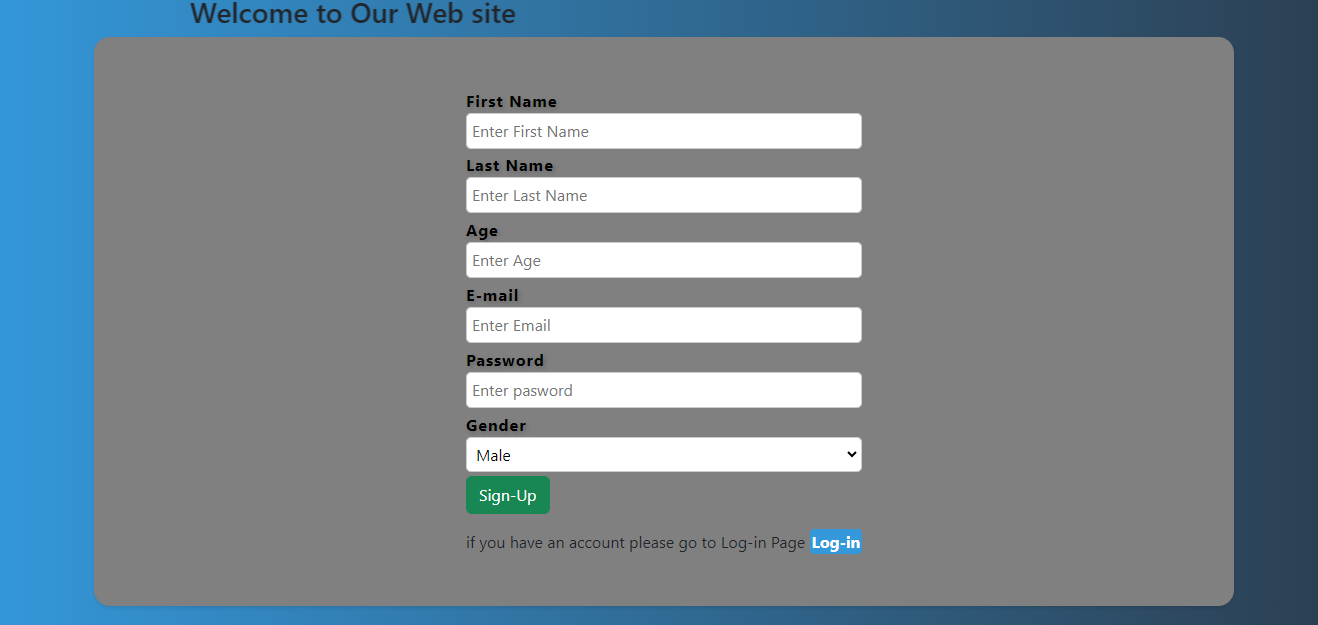 Welcome to Our Web site
First Name
Enter First Name
Last Name
Enter Last Name
Age
Enter Age
E-mail
Enter Email
Password
Enter pasword
Gender
Male
Sign-Up
if you have an account please go to Log-in Page Log-in